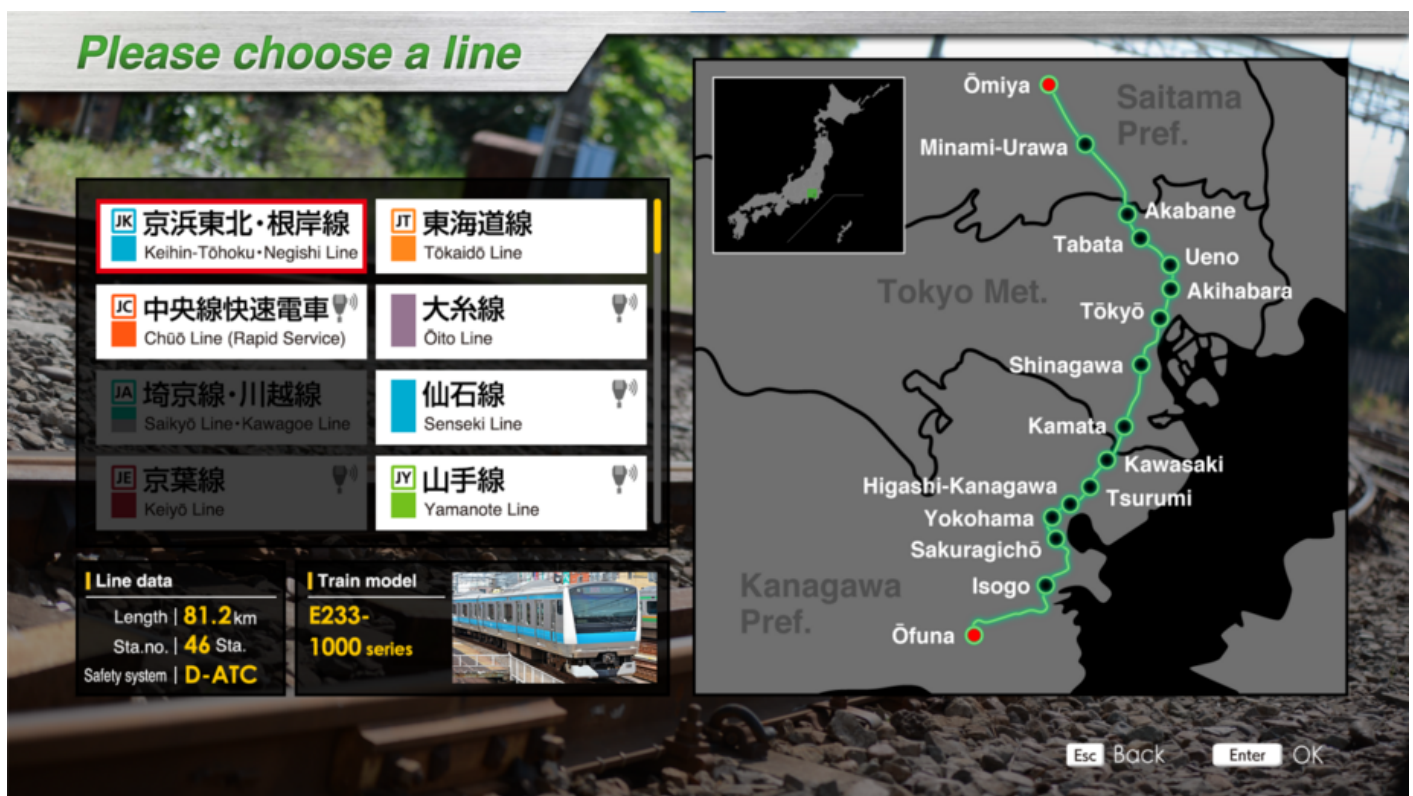 Please choose a line
JK 京浜東北・根岸線
Keihin-Tōhoku・Negishi Line
JT 東海道線
Tōkaidō Line
JC 中央線快速電車
Chūō Line (Rapid Service)
大糸線
Ōito Line
JA 埼京線・川越線
Saikyō Line・Kawagoe Line
仙石線
Senseki Line
JE 京葉線
Keiyō Line
JY 山手線
Yamanote Line
Line data
Length | 81.2km
Sta.no. | 46 Sta.
Safety system | D-ATC
Train model
E233-
1000 series
Ōmiya
Saitama
Pref.
Minami-Urawa
Akabane
Tabata
Ueno
Tokyo Met.
Akihabara
Tōkyō
Shinagawa
Kamata
Kawasaki
Higashi-Kanagawa
Tsurumi
Yokohama
Sakuragichō
Kanagawa
Pref.
Isogo
Ōfuna
Esc Back
Enter OK